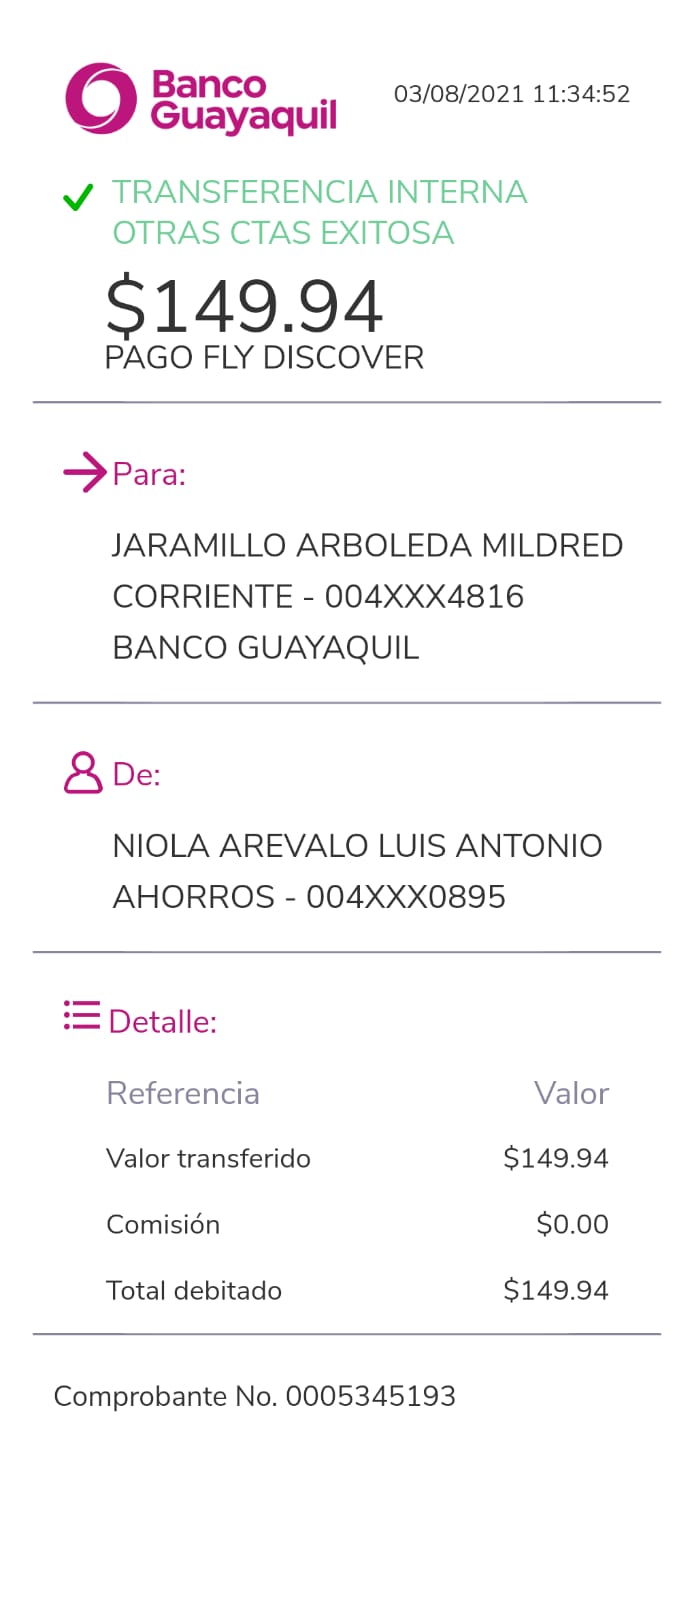 Banco
Guayaquil
03/08/2021 11:34:52
TRANSFERENCIA INTERNA
OTRAS CTAS EXITOSA
$149.94
PAGO FLY DISCOVER
Para:
JARAMILLO ARBOLEDA MILDRED
CORRIENTE - 004XXX4816
BANCO GUAYAQUIL
De:
NIOLA AREVALO LUIS ANTONIO
AHORROS - 004XXX0895
Detalle:
Referencia Valor
Valor transferido $149.94
Comisión $0.00
Total debitado $149.94
Comprobante No. 0005345193